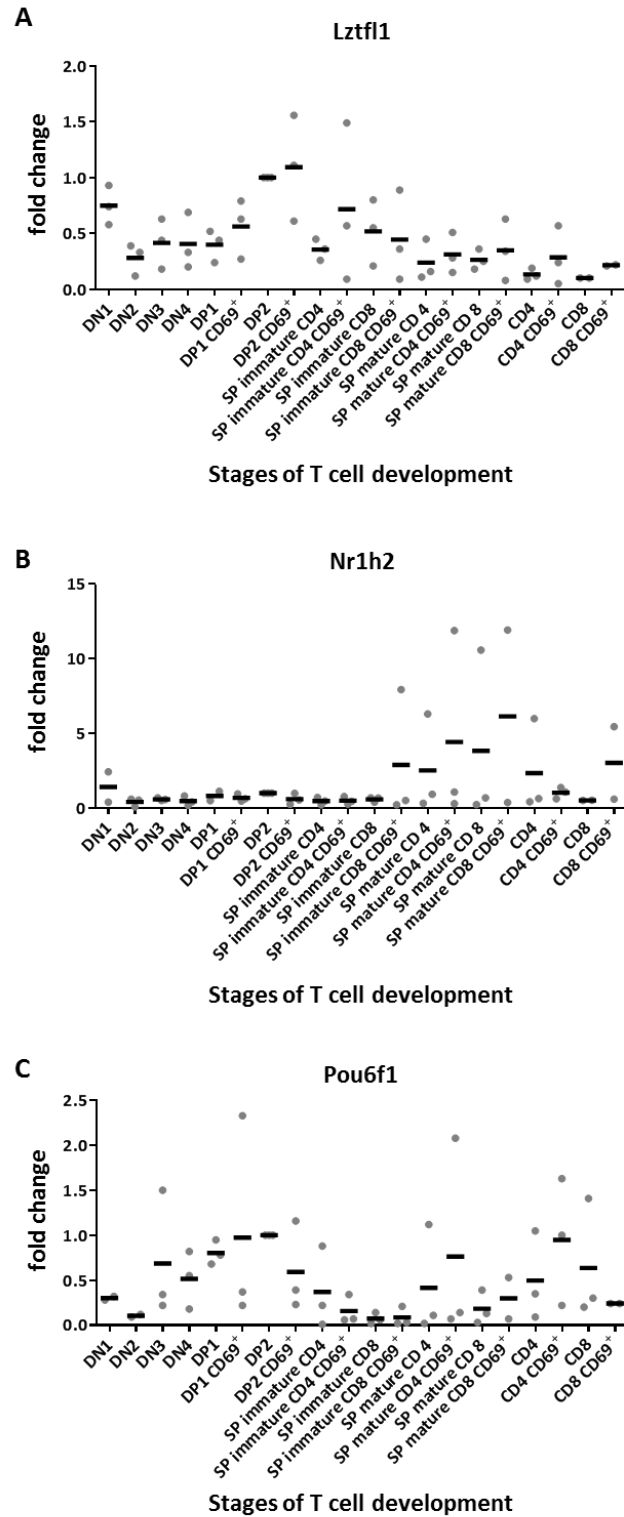 A
Lztfl1
fold change
2.0
1.5
1.0
0.5
0.0
DN1
DN2
DN3
DN4
DP1
DP1 CD69+
DP2
DP2 CD69+
SP immature CD4
SP immature CD4 CD69+
SP immature CD8
SP immature CD8 CD69+
SP mature CD 4
SP mature CD4 CD69+
SP mature CD 8
SP mature CD8 CD69+
CD4
CD4 CD69+
CD8
CD8 CD69+
Stages of T cell development
B
Nr1h2
fold change
15
10
5
0
DN1
DN2
DN3
DN4
DP1
DP1 CD69+
DP2
DP2 CD69+
SP immature CD4
SP immature CD4 CD69+
SP immature CD8
SP immature CD8 CD69+
SP mature CD 4
SP mature CD4 CD69+
SP mature CD 8
SP mature CD8 CD69+
CD4
CD4 CD69+
CD8
CD8 CD69+
Stages of T cell development
C
Pou6f1
fold change
2.5
2.0
1.5
1.0
0.5
0.0
DN1
DN2
DN3
DN4
DP1
DP1 CD69+
DP2
DP2 CD69+
SP immature CD4
SP immature CD4 CD69+
SP immature CD8
SP immature CD8 CD69+
SP mature CD 4
SP mature CD4 CD69+
SP mature CD 8
SP mature CD8 CD69+
CD4
CD4 CD69+
CD8
CD8 CD69+
Stages of T cell development